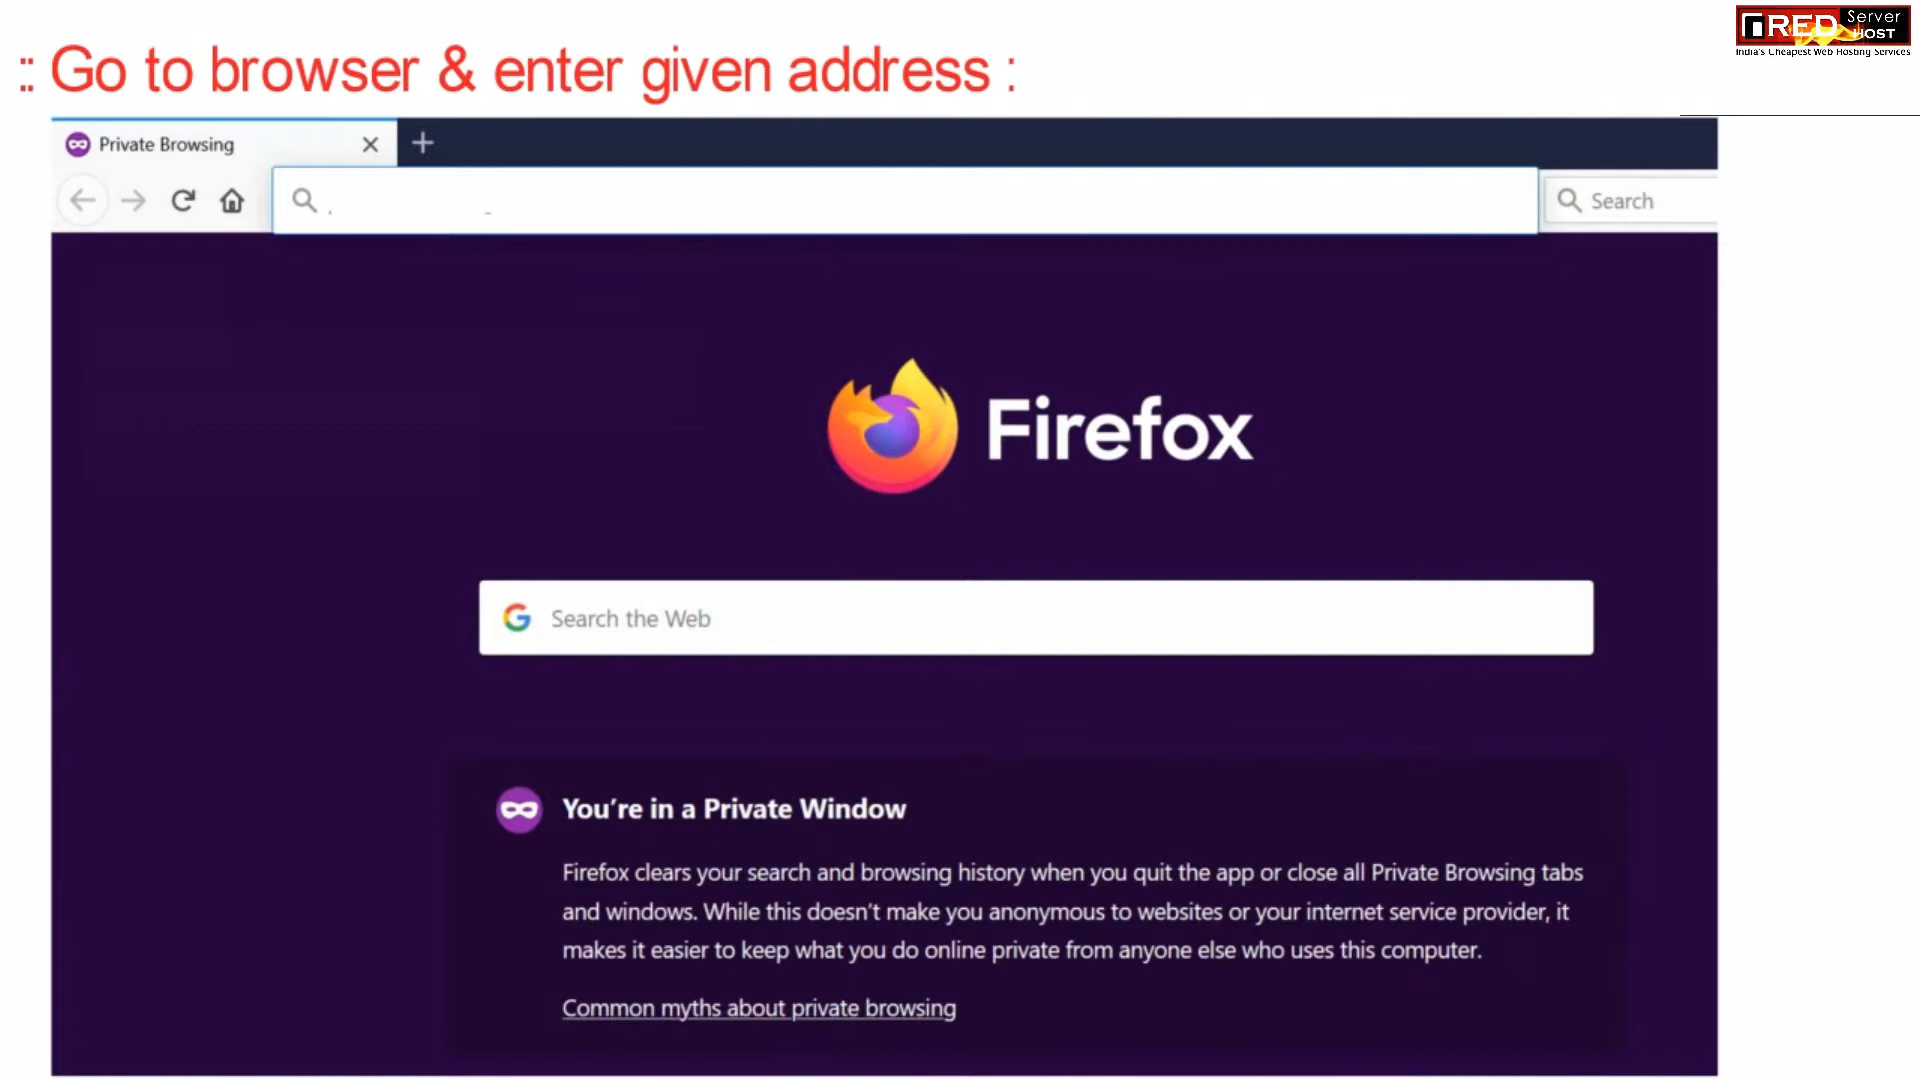 :: Go to browser & enter given address :
RED Server
HOST
India's Cheapest Web Hosting Services
Private Browsing
Search
Firefox
Search the Web
You're in a Private Window
Firefox clears your search and browsing history when you quit the app or close all Private Browsing tabs
and windows. While this doesn't make you anonymous to websites or your internet service provider, it
makes it easier to keep what you do online private from anyone else who uses this computer.
Common myths about private browsing